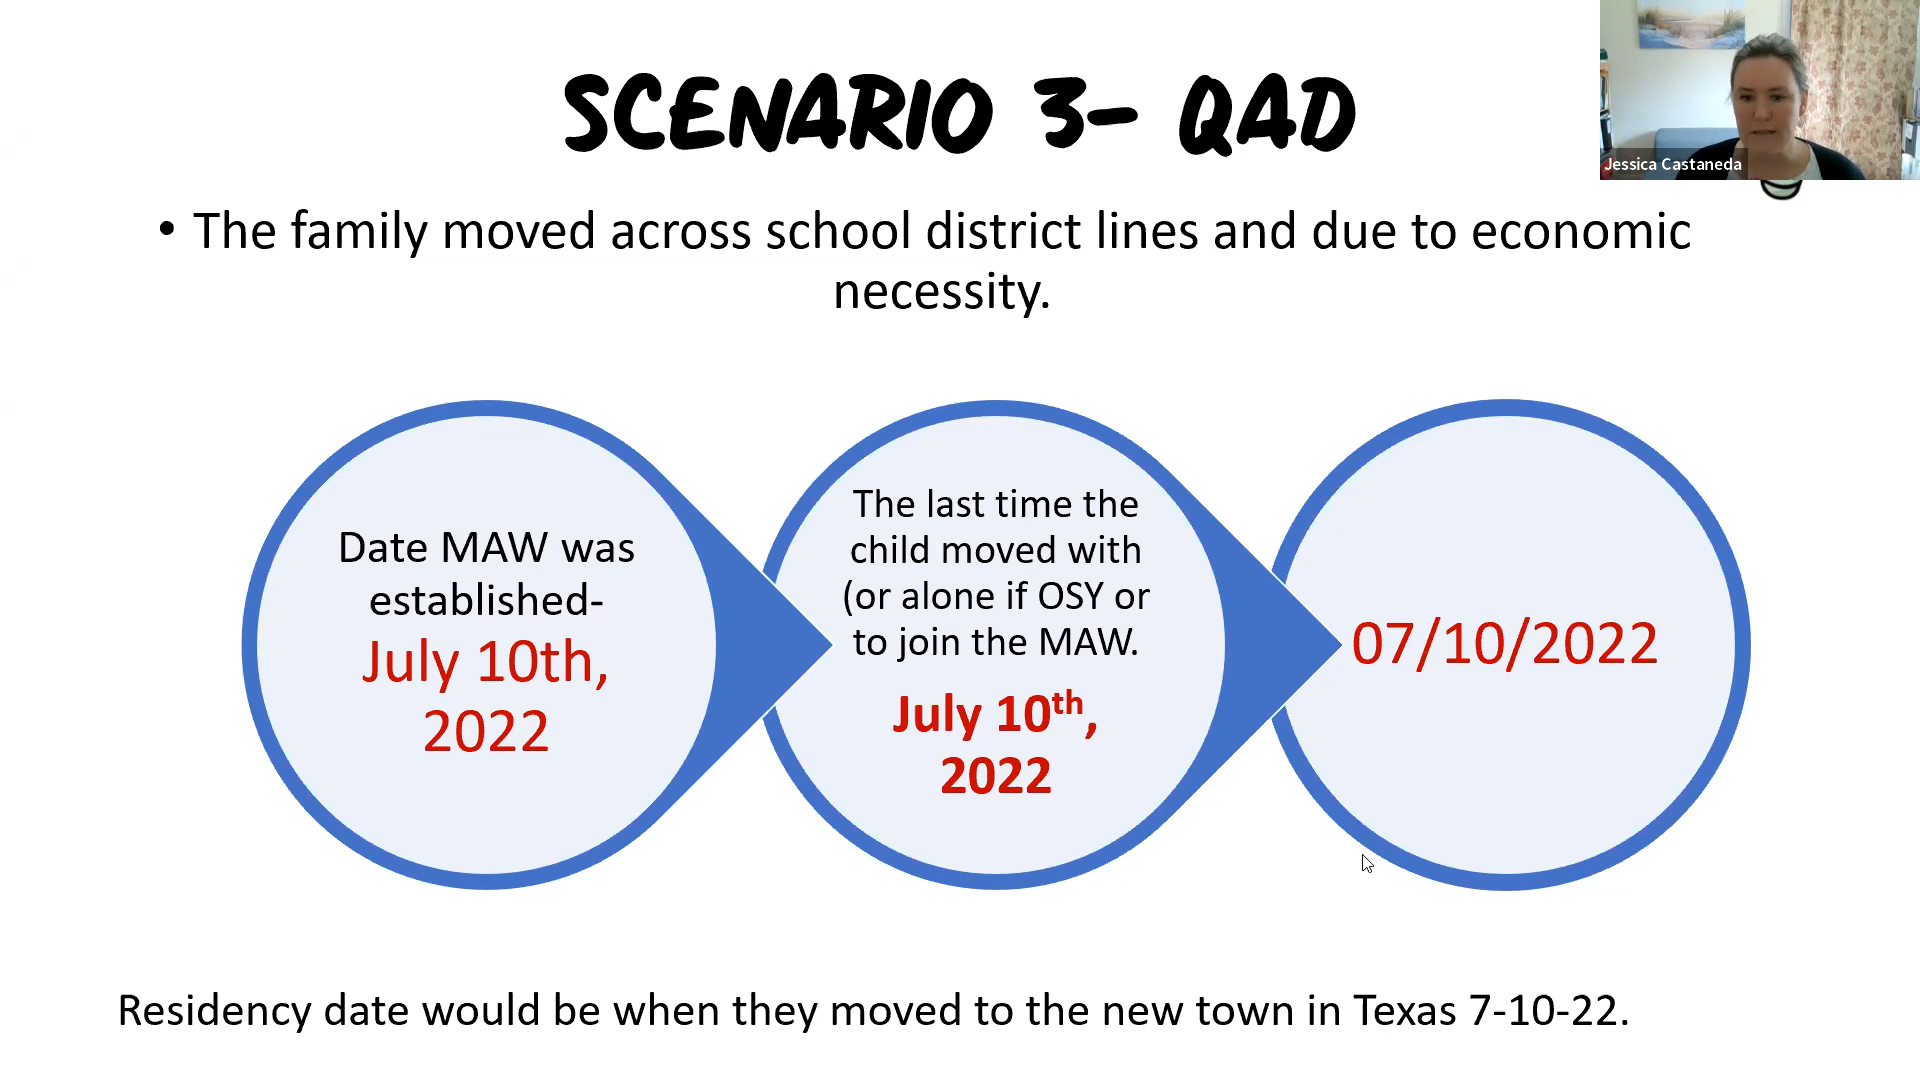 SCENARIO 3- QAD
Jessica Castaneda
• The family moved across school district lines and due to economic
necessity.
Date MAW was
established-
July 10th,
2022
The last time the
child moved with
(or alone if OSY or
to join the MAW.
July 10th,
2022
07/10/2022
Residency date would be when they moved to the new town in Texas 7-10-22.